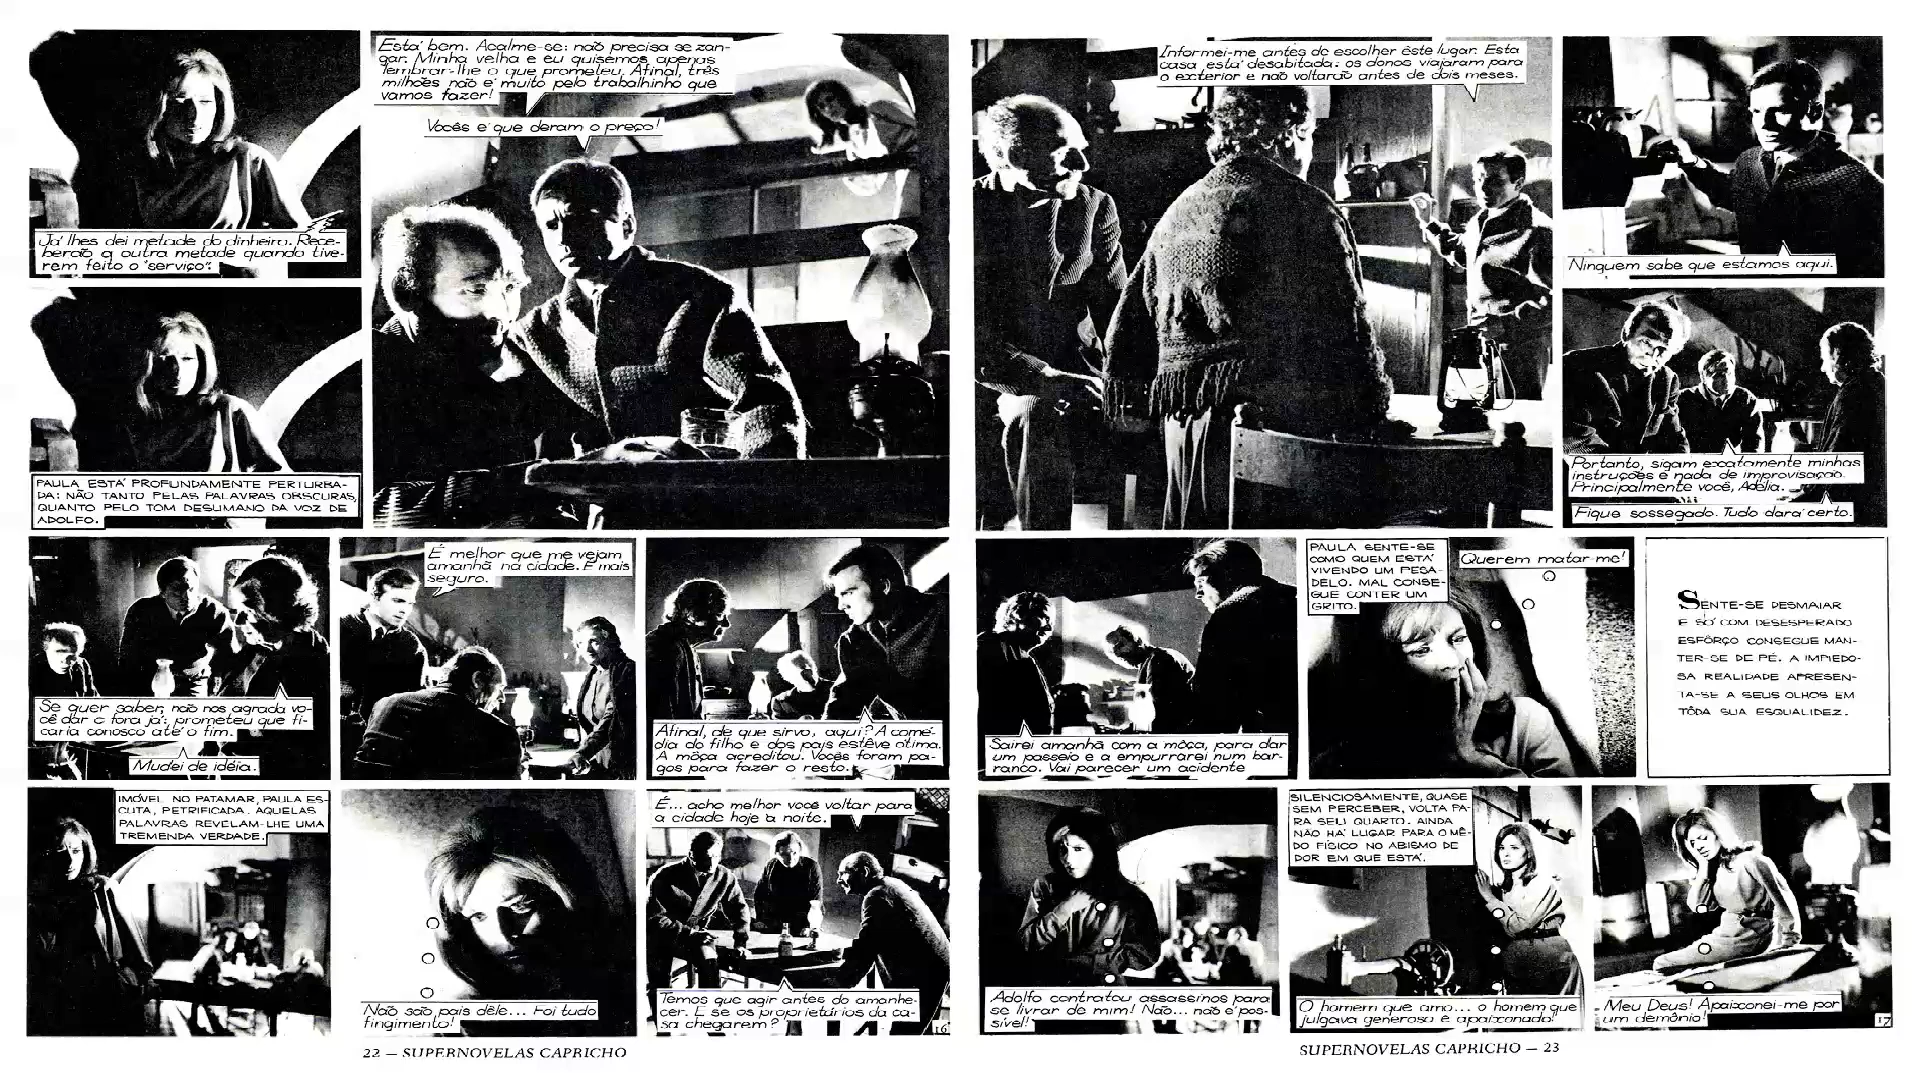 Já lhes dei metade do dinheiro. Rece-
berão a outra metade quando tive-
rem feito o "serviço".
Está bem. Acalme-se: não precisa se zan-
gar. Minha velha e eu quisemos apenas
lembrar-lhe o que prometeu. Afinal, três
milhões não é muito pelo trabalhinho que
vamos fazer!
Vocês é que deram o preço!
PAULA ESTÁ PROFUNDAMENTE PERTURBA-
DA: NÃO TANTO PELAS PALAVRAS OBSCURAS,
QUANTO PELO TOM DESUMANO DA VOZ DE
ADOLFO.
Se quer saber, não nos agrada vo-
cê dar o fora já: prometeu que fi-
caria conosco até o fim.
Mudei de idéia.
É melhor que me vejam
amanhã na cidade. É mais
seguro.
Afinal, de que sirvo, aqui? A comé-
dia do filho e dos pais estêve ótima.
A môça acreditou. Vocês foram pa-
gos para fazer o resto.
IMÓVEL NO PATAMAR, PAULA ES-
CUTA, PETRIFICADA. AQUELAS
PALAVRAS REVELAM-LHE UMA
TREMENDA VERDADE.
Não são pais dêle... Foi tudo
fingimento!
É... acho melhor você voltar para
a cidade hoje à noite.
Temos que agir antes do amanhe-
cer. E se os proprietários da ca-
sa chegarem?
16
22 — SUPERNOVELAS CAPRICHO
Informei-me antes de escolher êste lugar. Esta
casa está desabitada: os donos viajaram para
o exterior e não voltarão antes de dois meses.
Ninguém sabe que estamos aqui.
Portanto, sigam exatamente minhas
instruções e nada de improvisação.
Principalmente você, Adélia.
Fique sossegado. Tudo dará certo.
Sairei amanhã com a môça, para dar
um passeio e a empurrarei num bar-
ranco. Vai parecer um acidente
PAULA SENTE-SE
COMO QUEM ESTÁ
VIVENDO UM PESA-
DELO. MAL CONSE-
GUE CONTER UM
GRITO.
Querem matar-me!
SENTE-SE DESMAIAR
E SÓ COM DESESPERADO
ESFÔRÇO CONSEGUE MAN-
TER-SE DE PÉ. A IMPIEDO-
SA REALIDADE APRESEN-
TA-SE A SEUS OLHOS EM
TÔDA SUA ESQUALIDEZ.
Adolfo contratou assassinos para
se livrar de mim! Não... não é pos-
sível!
SILENCIOSAMENTE, QUASE
SEM PERCEBER, VOLTA PA-
RA SEU QUARTO. AINDA
NÃO HÁ LUGAR PARA O MÊ-
DO FÍSICO NO ABISMO DE
DOR EM QUE ESTÁ.
O homem que amo... o homem que
julgava generoso e apaixonado!
Meu Deus! Apaixonei-me por
um demônio!
17
SUPERNOVELAS CAPRICHO — 23